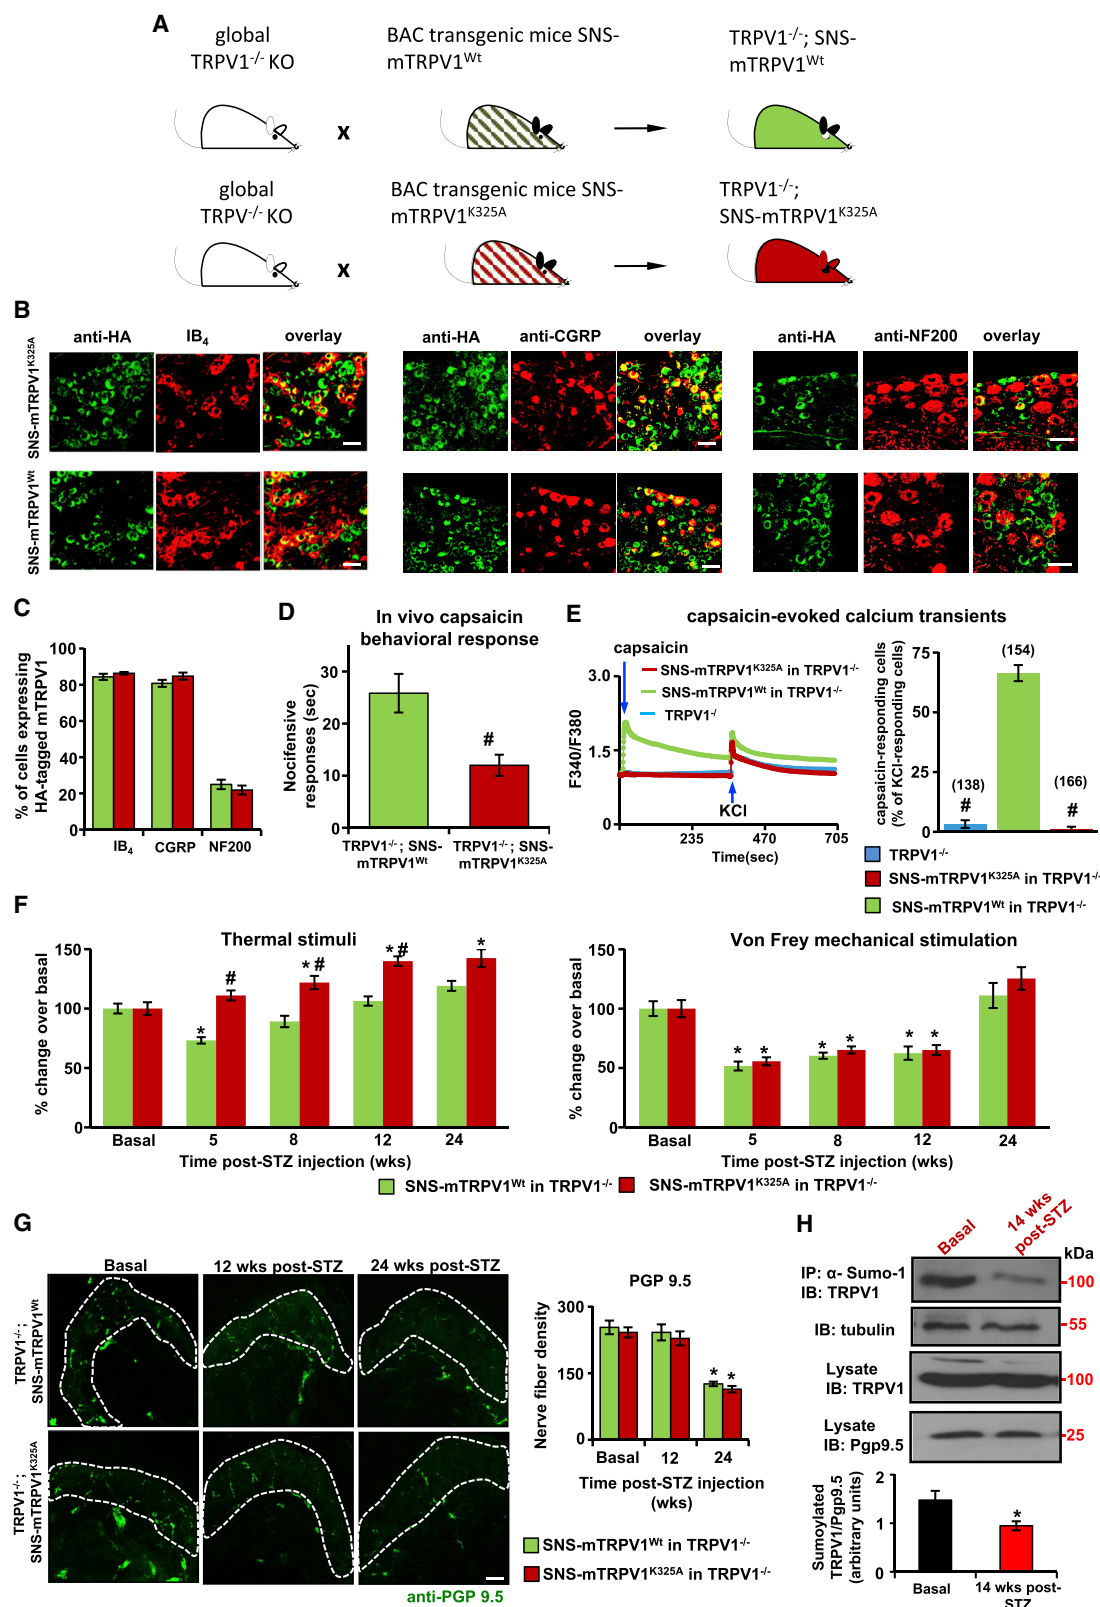 A
global
TRPV1-/- KO
BAC transgenic mice SNS-
mTRPV1Wt
TRPV1-/-; SNS-
mTRPV1Wt
x
global
TRPV-/- KO
BAC transgenic mice SNS-
mTRPV1K325A
TRPV1-/-;
SNS-mTRPV1K325A
x
B
anti-HA IB4 overlay
anti-HA anti-CGRP overlay
anti-HA anti-NF200 overlay
SNS-mTRPV1K325A
SNS-mTRPV1Wt
C
% of cells expressing
HA-tagged mTRPV1
100
80
60
40
20
0
IB4 CGRP NF200
D
In vivo capsaicin
behavioral response
Nocifensive
responses (sec)
30
15
0
#
TRPV1-/-; SNS-
mTRPV1Wt
TRPV1-/-; SNS-
mTRPV1K325A
E
capsaicin-evoked calcium transients
capsaicin
SNS-mTRPV1K325A in TRPV1-/-
SNS-mTRPV1Wt in TRPV1-/-
TRPV1-/
F340/F380
3.0
1.5
0
KCl
235 470 705
Time(sec)
capsaicin-responding cells
(% of KCl-responding cells)
75
50
25
0
(138)
#
(154)
(166)
#
TRPV1-/-
SNS-mTRPV1K325A in TRPV1-/-
SNS-mTRPV1Wt in TRPV1-/-
F
Thermal stimuli
% change over basal
150
100
50
0
*
#
*#
*#
*
Basal 5 8 12 24
Time post-STZ injection (wks)
Von Frey mechanical stimulation
% change over basal
150
100
50
0
* *
* *
* *
Basal 5 8 12 24
Time post-STZ injection (wks)
SNS-mTRPV1Wt in TRPV1-/-
SNS-mTRPV1K325A in TRPV1-/-
G
Basal 12 wks post-STZ 24 wks post-STZ
TRPV1-/-;
SNS-mTRPV1Wt
TRPV1-/-;
SNS-mTRPV1K325A
anti-PGP 9.5
PGP 9.5
Nerve fiber density
300
150
0
* *
Basal 12 24
Time post-STZ injection
(wks)
SNS-mTRPV1Wt in TRPV1-/-
SNS-mTRPV1K325A in TRPV1-/-
H
Basal
14 wks
post-STZ
kDa
IP: α- Sumo-1
IB: TRPV1
-100
IB: tubulin
-55
Lysate
IB: TRPV1
-100
Lysate
IB: Pgp9.5
-25
Sumoylated
TRPV1/Pgp9.5
(arbitrary units)
2
1
0
*
Basal
14 wks post-
STZ